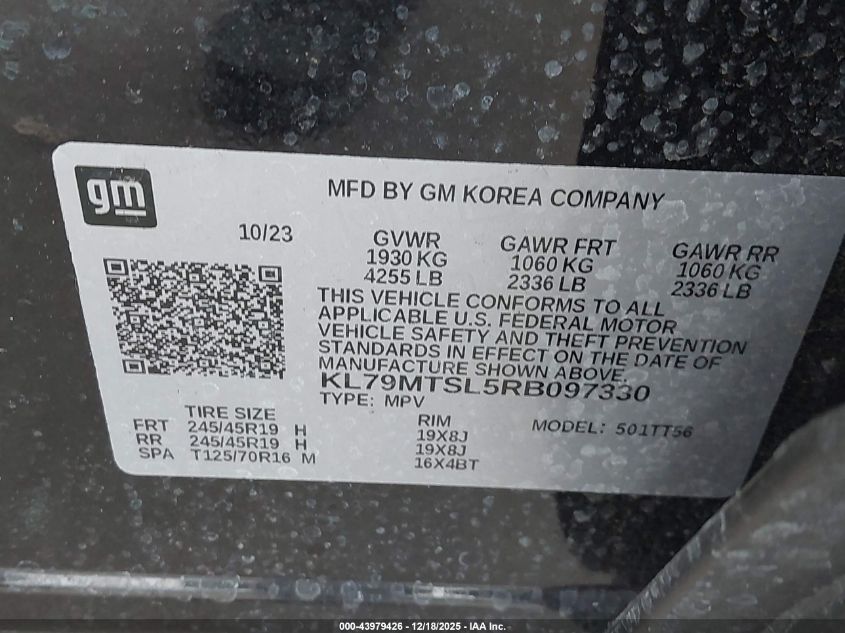 gm
MFD BY GM KOREA COMPANY
10/23
GVWR
1930 KG
4255 LB
GAWR FRT
1060 KG
2336 LB
GAWR RR
1060 KG
2336 LB
THIS VEHICLE CONFORMS TO ALL
APPLICABLE U.S. FEDERAL MOTOR
VEHICLE SAFETY AND THEFT PREVENTION
STANDARDS IN EFFECT ON THE DATE OF
MANUFACTURE SHOWN ABOVE.
KL79MTSL5RB097330
TYPE: MPV
TIRE SIZE
FRT 245/45R19 H
RR 245/45R19 H
SPA T125/70R16 M
RIM
19X8J
19X8J
16X4BT
MODEL: 501TT56
000-43979426 - 12/18/2025 - IAA Inc.